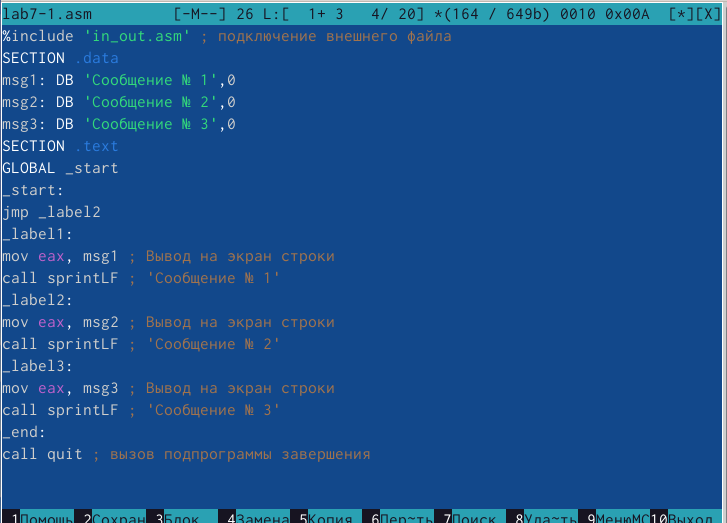 lab7-1.asm [-M--] 26 L:[ 1+ 3 4/ 20] *(164 / 649b) 0010 0x00A [*][X]
%include 'in_out.asm' ; подключение внешнего файла
SECTION .data
msg1: DB 'Сообщение № 1',0
msg2: DB 'Сообщение № 2',0
msg3: DB 'Сообщение № 3',0
SECTION .text
GLOBAL _start
_start:
jmp _label2
_label1:
mov eax, msg1 ; Вывод на экран строки
call sprintLF ; 'Сообщение № 1'
_label2:
mov eax, msg2 ; Вывод на экран строки
call sprintLF ; 'Сообщение № 2'
_label3:
mov eax, msg3 ; Вывод на экран строки
call sprintLF ; 'Сообщение № 3'
_end:
call quit ; вызов подпрограммы завершения
1Помощь 2Сохран 3Блок 4Замена 5Копия 6Пер~ть 7Поиск 8Уда~ть 9МенюMC 10Выход